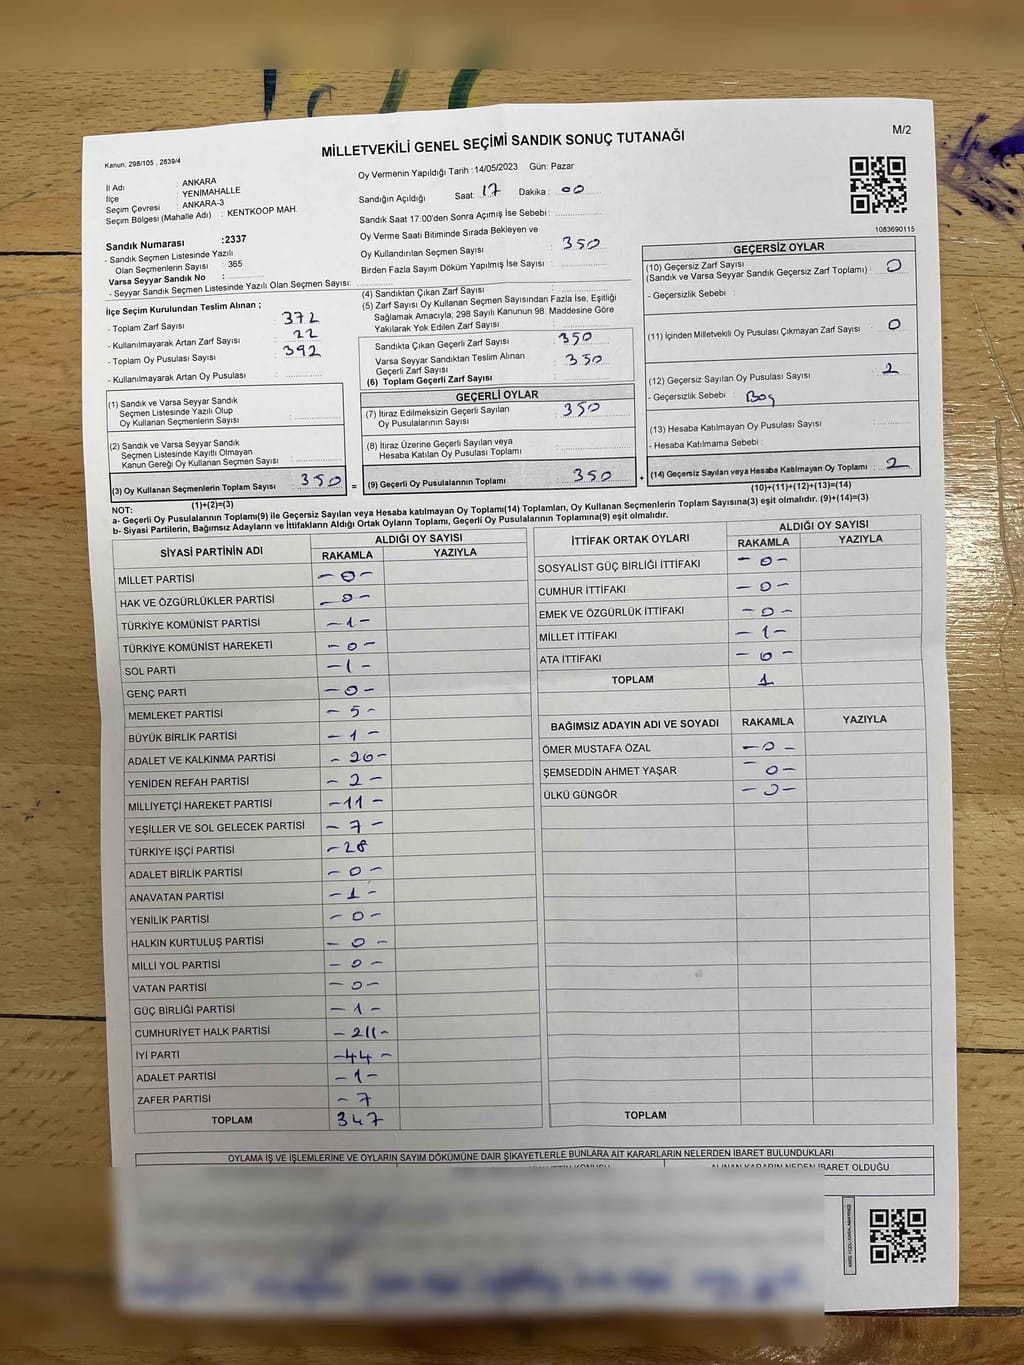 MİLLETVEKİLİ GENEL SEÇİMİ SANDIK SONUÇ TUTANAĞI
M/2
Kanun: 298/105 , 2839/4
İl Adı : ANKARA
İlçe : YENİMAHALLE
Seçim Çevresi : ANKARA-3
Seçim Bölgesi (Mahalle Adı) : KENTKOOP MAH.
Sandık Numarası :2337
- Sandık Seçmen Listesinde Yazılı
Olan Seçmenlerin Sayısı : 365
Varsa Seyyar Sandık No :
- Seyyar Sandık Seçmen Listesinde Yazılı Olan Seçmen Sayısı:
İlçe Seçim Kurulundan Teslim Alınan ;
- Toplam Zarf Sayısı : 372
- Kullanılmayarak Artan Zarf Sayısı : 22
- Toplam Oy Pusulası Sayısı : 392
- Kullanılmayarak Artan Oy Pusulası :
(1) Sandık ve Varsa Seyyar Sandık
Seçmen Listesinde Yazılı Olup
Oy Kullanan Seçmenlerin Sayısı :
(2) Sandık ve Varsa Seyyar Sandık
Seçmen Listesinde Kayıtlı Olmayan
Kanun Gereği Oy Kullanan Seçmen Sayısı :
(3) Oy Kullanan Seçmenlerin Toplam Sayısı : 350 =
(1)+(2)=(3)
Oy Vermenin Yapıldığı Tarih : 14/05/2023 Gün: Pazar
Sandığın Açıldığı Saat: 17 Dakika : 00
Sandık Saat 17:00'den Sonra Açımış İse Sebebi :
Oy Verme Saati Bitiminde Sırada Bekleyen ve
Oy Kullandırılan Seçmen Sayısı : 350
Birden Fazla Sayım Döküm Yapılmış İse Sayısı :
(4) Sandıktan Çıkan Zarf Sayısı :
(5) Zarf Sayısı Oy Kullanan Seçmen Sayısından Fazla İse, Eşitliği
Sağlamak Amacıyla, 298 Sayılı Kanunun 98. Maddesine Göre
Yakılarak Yok Edilen Zarf Sayısı :
Sandıkta Çıkan Geçerli Zarf Sayısı : 350
Varsa Seyyar Sandıktan Teslim Alınan
Geçerli Zarf Sayısı : 350
(6) Toplam Geçerli Zarf Sayısı :
GEÇERLİ OYLAR
(7) İtiraz Edilmeksizin Geçerli Sayılan
Oy Pusulalarının Sayısı : 350
(8) İtiraz Üzerine Geçerli Sayılan veya
Hesaba Katılan Oy Pusulası Toplamı :
(9) Geçerli Oy Pusulalarının Toplamı : 350 +
1083690115
GEÇERSİZ OYLAR
(10) Geçersiz Zarf Sayısı
(Sandık ve Varsa Seyyar Sandık Geçersiz Zarf Toplamı) : 0
- Geçersizlik Sebebi :
(11) İçinden Milletvekili Oy Pusulası Çıkmayan Zarf Sayısı : 0
(12) Geçersiz Sayılan Oy Pusulası Sayısı : 2
- Geçersizlik Sebebi : Boş
(13) Hesaba Katılmayan Oy Pusulası Sayısı :
- Hesaba Katılmama Sebebi :
(14) Geçersiz Sayılan veya Hesaba Katılmayan Oy Toplamı : 2
(10)+(11)+(12)+(13)=(14)
NOT:
a- Geçerli Oy Pusulalarının Toplamı(9) ile Geçersiz Sayılan veya Hesaba katılmayan Oy Toplamı(14) Toplamları, Oy Kullanan Seçmenlerin Toplam Sayısına(3) eşit olmalıdır. (9)+(14)=(3)
b- Siyasi Partilerin, Bağımsız Adayların ve İttifakların Aldığı Ortak Oyların Toplamı, Geçerli Oy Pusulalarının Toplamına(9) eşit olmalıdır.
SİYASİ PARTİNİN ADI ALDIĞI OY SAYISI
RAKAMLA YAZIYLA
MİLLET PARTİSİ - 0 -
HAK VE ÖZGÜRLÜKLER PARTİSİ - 0 -
TÜRKİYE KOMÜNİST PARTİSİ - 1 -
TÜRKİYE KOMÜNİST HAREKETİ - 0 -
SOL PARTİ - 1 -
GENÇ PARTİ - 0 -
MEMLEKET PARTİSİ - 5 -
BÜYÜK BİRLİK PARTİSİ - 1 -
ADALET VE KALKINMA PARTİSİ - 26 -
YENİDEN REFAH PARTİSİ - 2 -
MİLLİYETÇİ HAREKET PARTİSİ - 11 -
YEŞİLLER VE SOL GELECEK PARTİSİ - 7 -
TÜRKİYE İŞÇİ PARTİSİ - 28
ADALET BİRLİK PARTİSİ - 0 -
ANAVATAN PARTİSİ - 1 -
YENİLİK PARTİSİ - 0 -
HALKIN KURTULUŞ PARTİSİ - 0 -
MİLLİ YOL PARTİSİ - 0 -
VATAN PARTİSİ - 0 -
GÜÇ BİRLİĞİ PARTİSİ - 1 -
CUMHURİYET HALK PARTİSİ - 211 -
İYİ PARTİ - 44 -
ADALET PARTİSİ - 1 -
ZAFER PARTİSİ - 7
TOPLAM 347
İTTİFAK ORTAK OYLARI ALDIĞI OY SAYISI
RAKAMLA YAZIYLA
SOSYALİST GÜÇ BİRLİĞİ İTTİFAKI - 0 -
CUMHUR İTTİFAKI - 0 -
EMEK VE ÖZGÜRLÜK İTTİFAKI - 0 -
MİLLET İTTİFAKI - 1 -
ATA İTTİFAKI - 0 -
TOPLAM 1
BAĞIMSIZ ADAYIN ADI VE SOYADI RAKAMLA YAZIYLA
ÖMER MUSTAFA ÖZAL - 0 -
ŞEMSEDDİN AHMET YAŞAR - 0 -
ÜLKÜ GÜNGÖR - 0 -
TOPLAM
OYLAMA İŞ VE İŞLEMLERİNE VE OYLARIN SAYIM DÖKÜMÜNE DAİR ŞİKAYETLERLE BUNLARA AİT KARARLARIN NELERDEN İBARET BULUNDUKLARI
ALINAN KARARIN NEDEN İBARET OLDUĞU